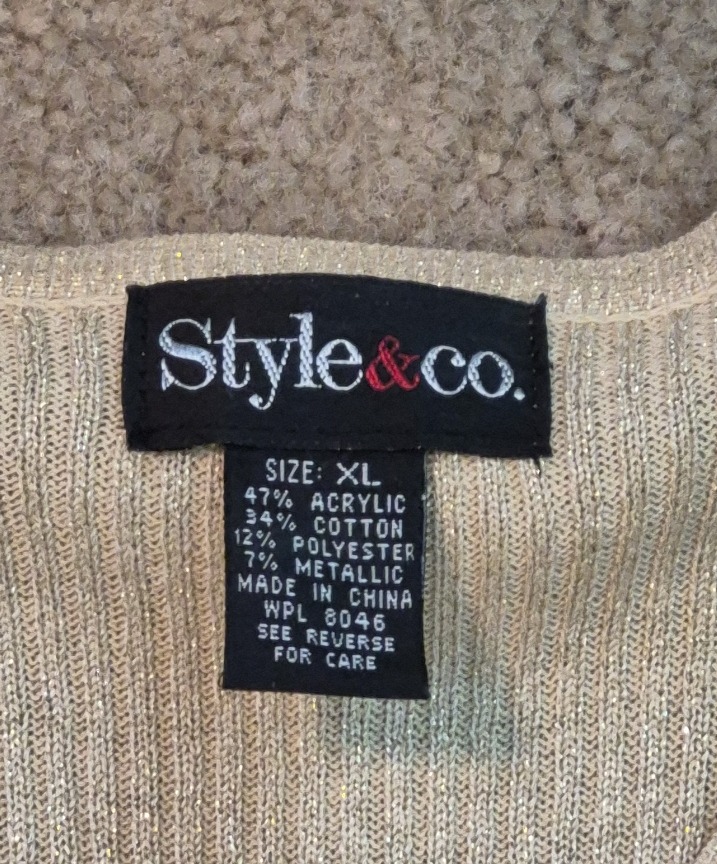 Style&co.
SIZE: XL
47% ACRYLIC
34% COTTON
12% POLYESTER
7% METALLIC
MADE IN CHINA
WPL 8046
SEE REVERSE
FOR CARE